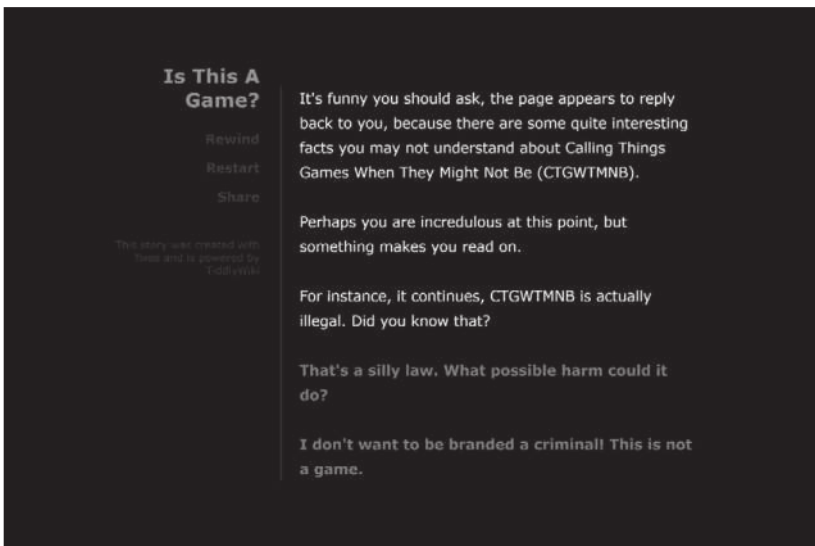 Is This A
Game?
Rewind
Restart
Share
This story was created with
Twee and is powered by
TiddlyWiki
It's funny you should ask, the page appears to reply
back to you, because there are some quite interesting
facts you may not understand about Calling Things
Games When They Might Not Be (CTGWTMNB).
Perhaps you are incredulous at this point, but
something makes you read on.
For instance, it continues, CTGWTMNB is actually
illegal. Did you know that?
That's a silly law. What possible harm could it
do?
I don't want to be branded a criminal! This is not
a game.